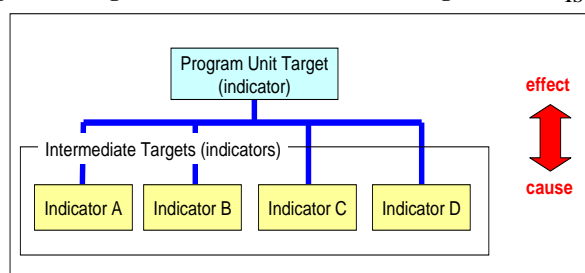 Program Unit Target
(indicator)
effect
Intermediate Targets (indicators)
cause
Indicator A
Indicator B
Indicator C
Indicator D